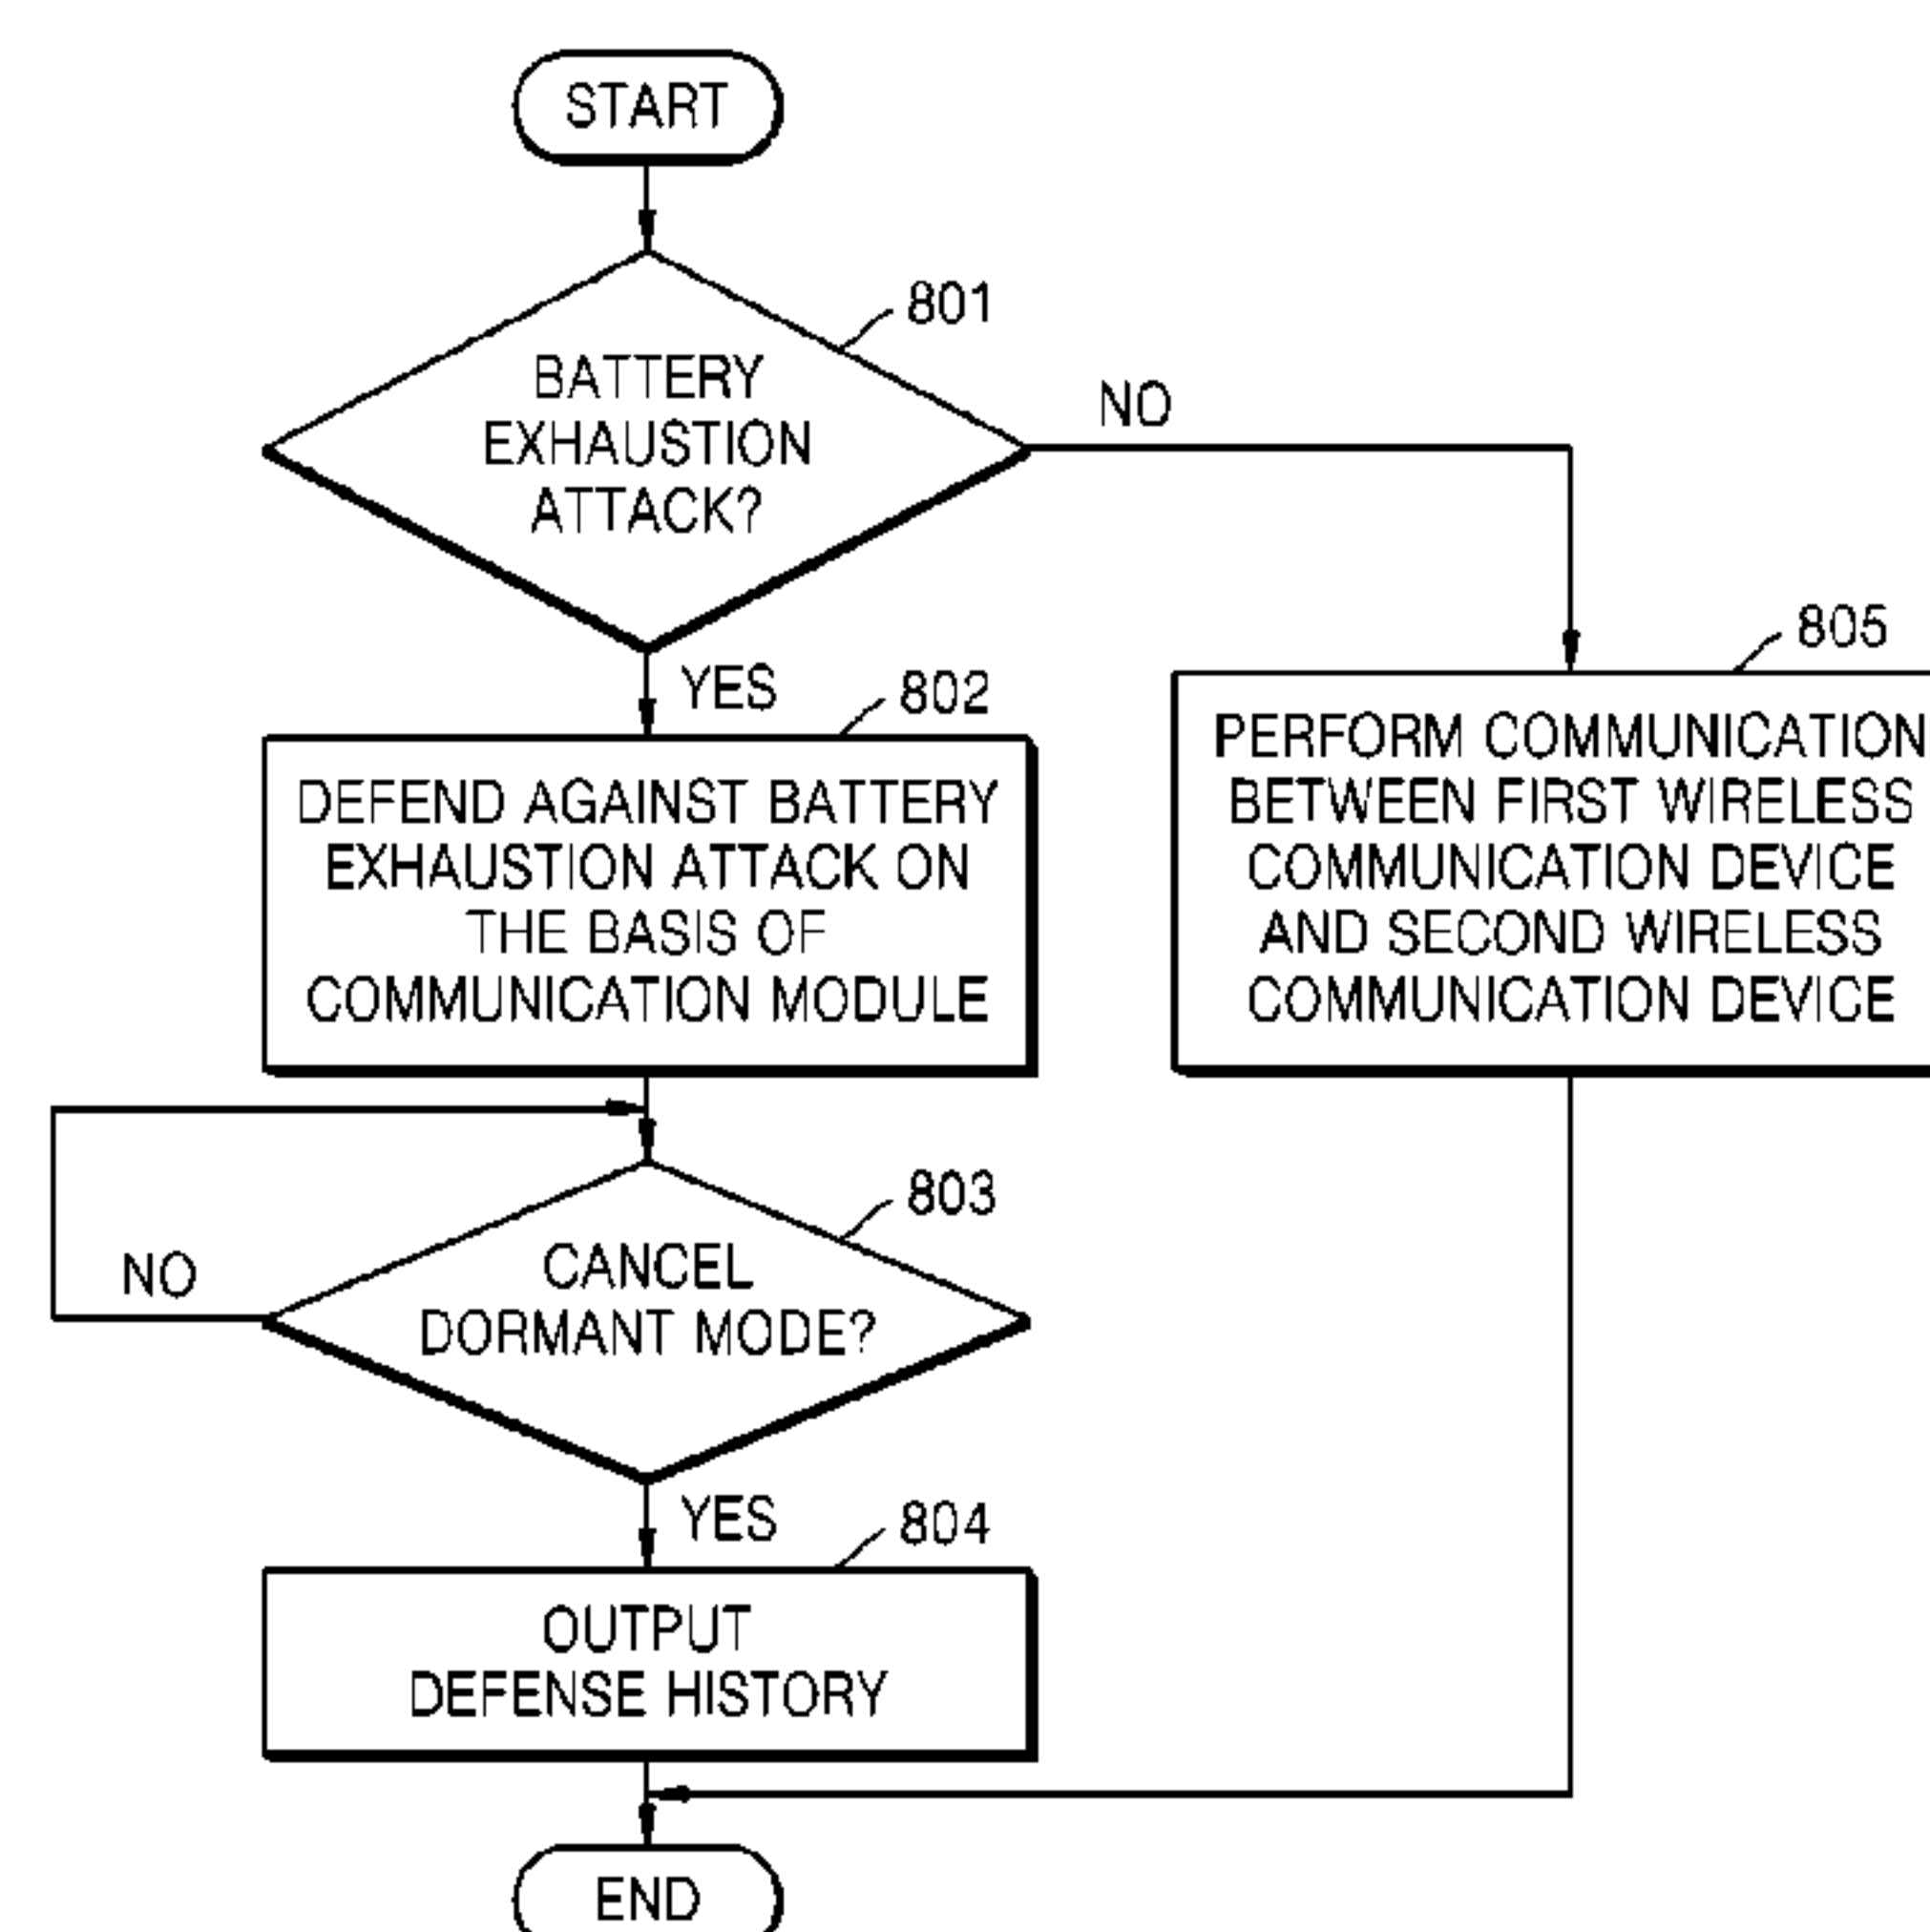 START
801
BATTERY
EXHAUSTION
ATTACK?
NO
YES
802
DEFEND AGAINST BATTERY
EXHAUSTION ATTACK ON
THE BASIS OF
COMMUNICATION MODULE
805
PERFORM COMMUNICATION
BETWEEN FIRST WIRELESS
COMMUNICATION DEVICE
AND SECOND WIRELESS
COMMUNICATION DEVICE
803
CANCEL
DORMANT MODE?
NO
YES
804
OUTPUT
DEFENSE HISTORY
END